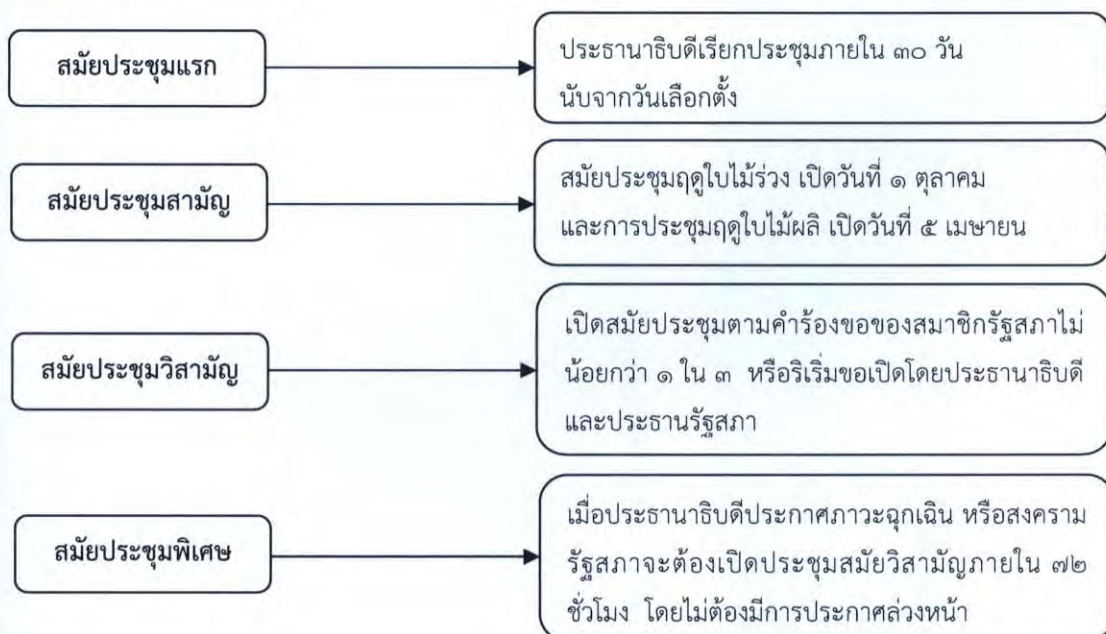 สมัยประชุมแรก
ประธานาธิบดีเรียกประชุมภายใน ๓๐ วัน
นับจากวันเลือกตั้ง
สมัยประชุมสามัญ
สมัยประชุมฤดูใบไม้ร่วง เปิดวันที่ ๑ ตุลาคม
และการประชุมฤดูใบไม้ผลิ เปิดวันที่ ๕ เมษายน
สมัยประชุมวิสามัญ
เปิดสมัยประชุมตามคำร้องขอของสมาชิกรัฐสภาไม่
น้อยกว่า ๑ ใน ๓ หรือริเริ่มขอเปิดโดยประธานาธิบดี
และประธานรัฐสภา
สมัยประชุมพิเศษ
เมื่อประธานาธิบดีประกาศภาวะฉุกเฉิน หรือสงคราม
รัฐสภาจะต้องเปิดประชุมสมัยวิสามัญภายใน ๗๒
ชั่วโมง โดยไม่ต้องมีการประกาศล่วงหน้า